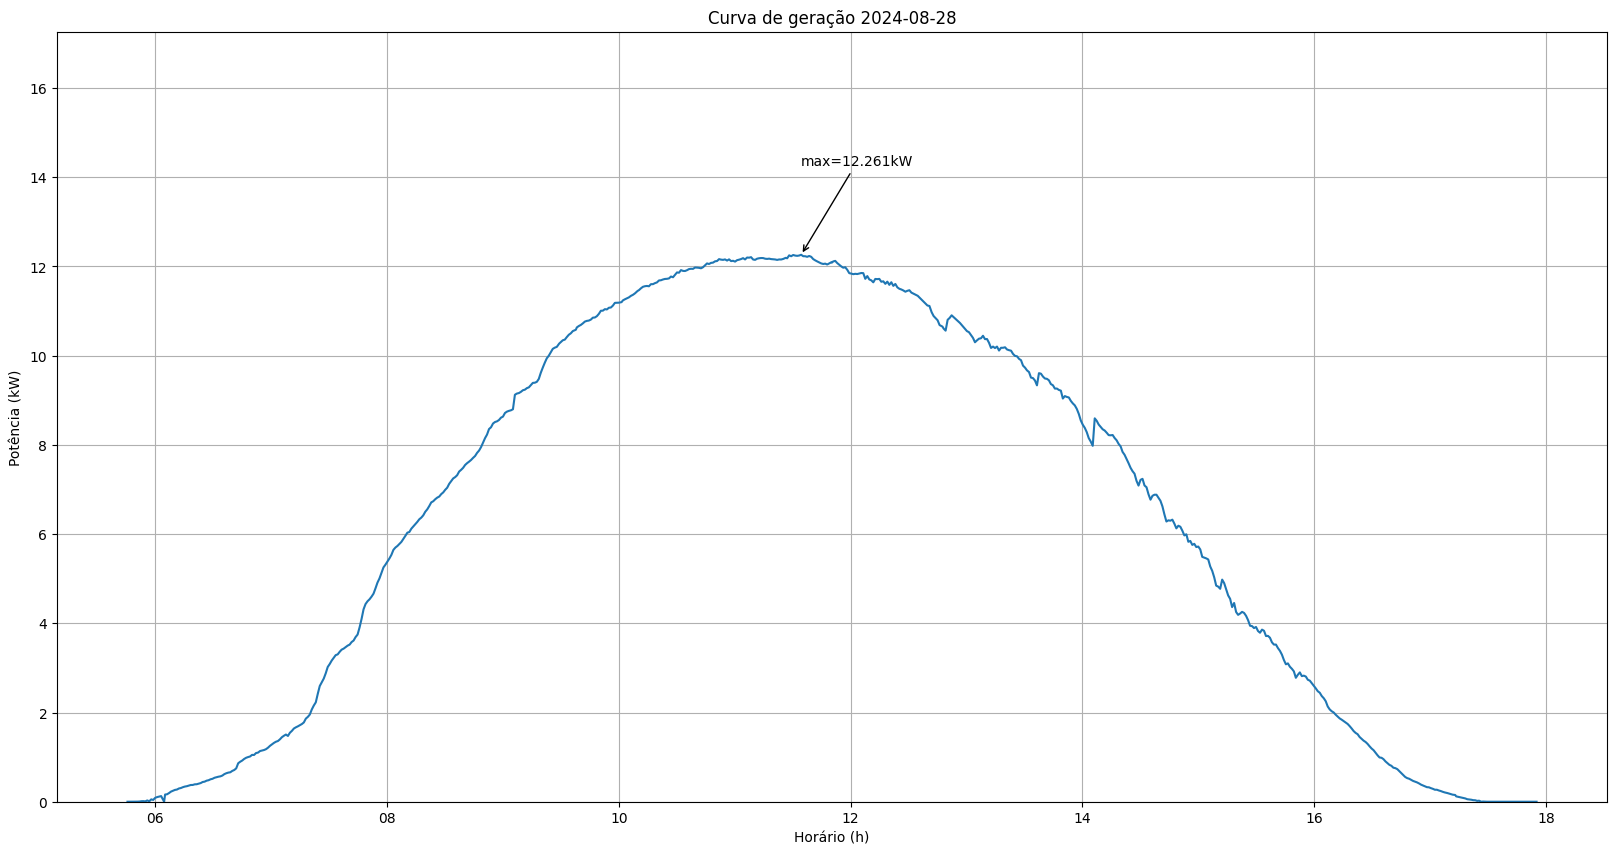 Curva de geração 2024-08-28
16
max=12.261kW
14
12
10
8
6
4
2
0
Potência (kW)
06 08 10 12 14 16 18
Horário (h)